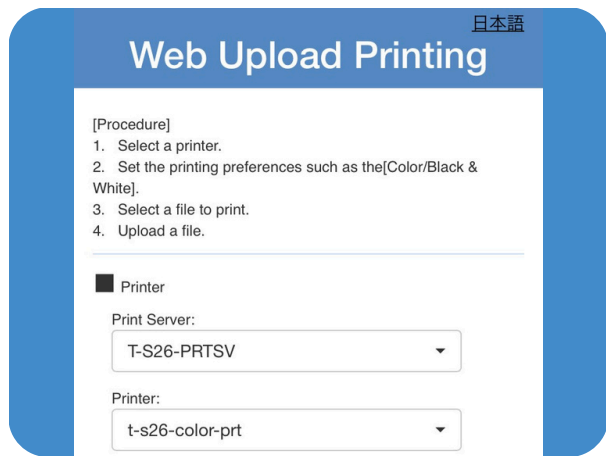 日本語
Web Upload Printing
[Procedure]
1. Select a printer.
2. Set the printing preferences such as the[Color/Black &
White].
3. Select a file to print.
4. Upload a file.
Printer
Print Server:
T-S26-PRTSV
Printer:
t-s26-color-prt